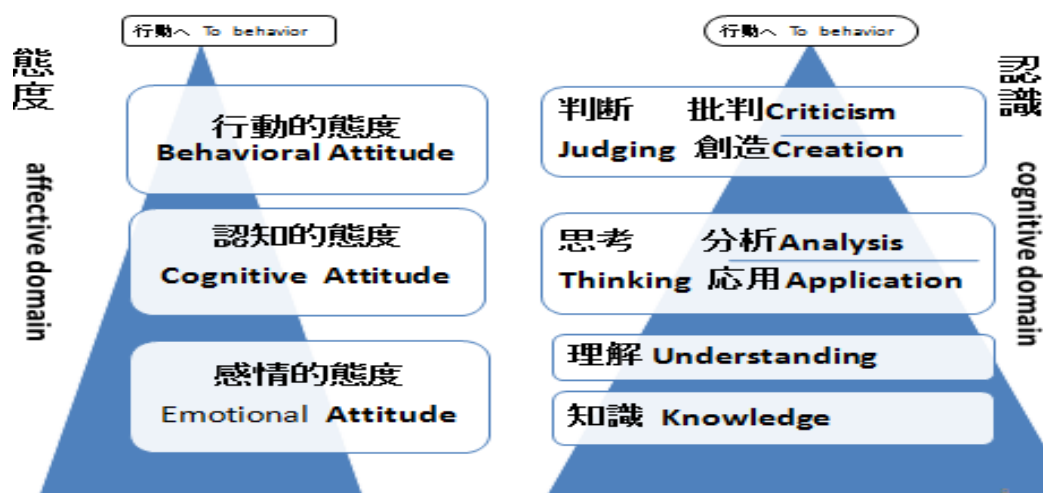 行動へ To behavior
態度
affective domain
行動的態度
Behavioral Attitude
認知的態度
Cognitive Attitude
感情的態度
Emotional Attitude
行動へ To behavior
認識
cognitive domain
判断 批判Criticism
Judging 創造Creation
思考 分析Analysis
Thinking 応用Application
理解 Understanding
知識 Knowledge